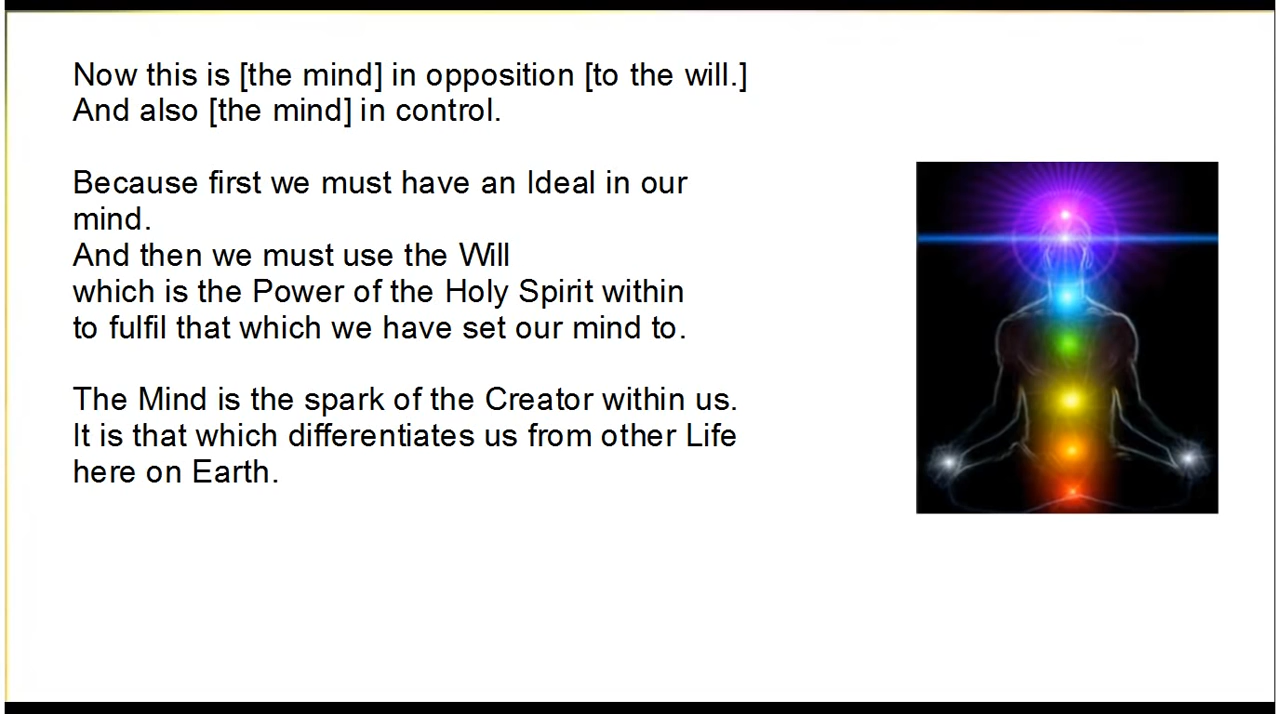 Now this is [the mind] in opposition [to the will.]
And also [the mind] in control.
Because first we must have an Ideal in our
mind.
And then we must use the Will
which is the Power of the Holy Spirit within
to fulfil that which we have set our mind to.
The Mind is the spark of the Creator within us.
It is that which differentiates us from other Life
here on Earth.